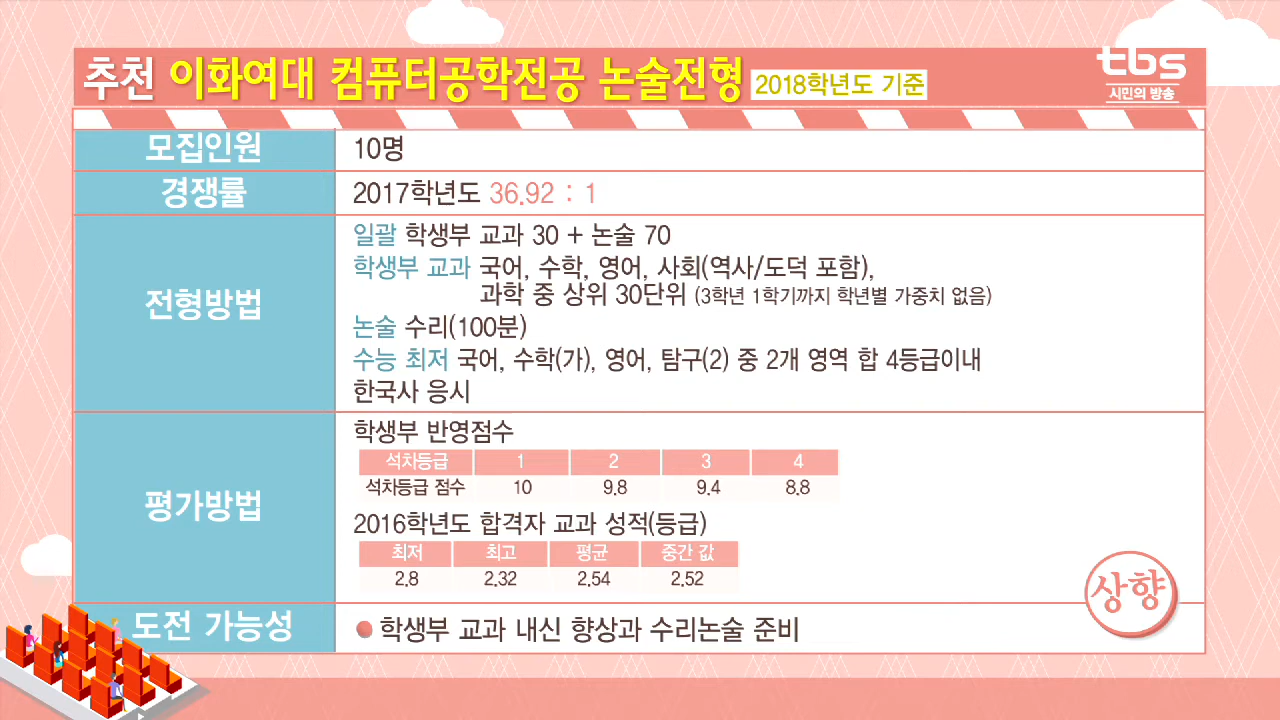 추천 이화여대 컴퓨터공학전공 논술전형 2018학년도 기준
tbs
시민의 방송
모집인원 10명
경쟁률 2017학년도 36.92 : 1
전형방법
일괄 학생부 교과 30 + 논술 70
학생부 교과 국어, 수학, 영어, 사회(역사/도덕 포함),
과학 중 상위 30단위 (3학년 1학기까지 학년별 가중치 없음)
논술 수리(100분)
수능 최저 국어, 수학(가), 영어, 탐구(2) 중 2개 영역 합 4등급이내
한국사 응시
평가방법
학생부 반영점수
석차등급 1 2 3 4
석차등급 점수 10 9.8 9.4 8.8
2016학년도 합격자 교과 성적(등급)
최저 최고 평균 중간 값
2.8 2.32 2.54 2.52
상향
도전 가능성 ● 학생부 교과 내신 향상과 수리논술 준비